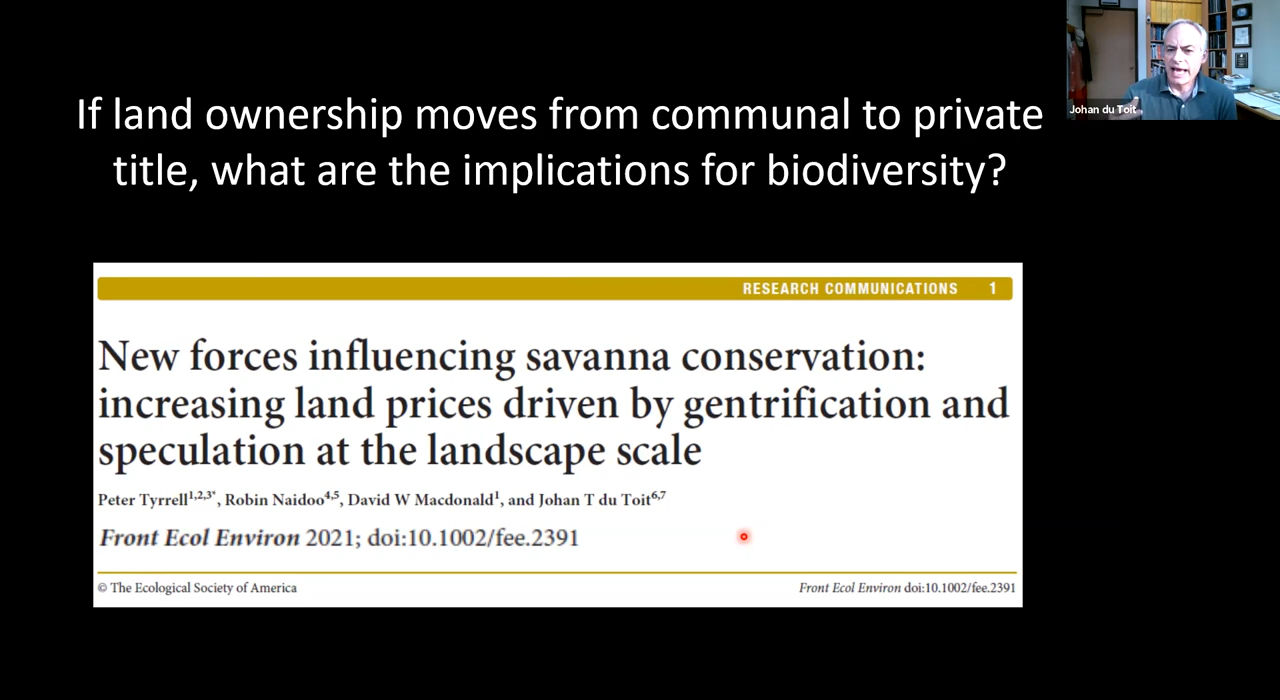 If land ownership moves from communal to private
title, what are the implications for biodiversity?
Johan du Toit
RESEARCH COMMUNICATIONS 1
New forces influencing savanna conservation:
increasing land prices driven by gentrification and
speculation at the landscape scale
Peter Tyrrell1,2,3*, Robin Naidoo4,5, David W Macdonald1, and Johan T du Toit6,7
Front Ecol Environ 2021; doi:10.1002/fee.2391
© The Ecological Society of America
Front Ecol Environ doi:10.1002/fee.2391